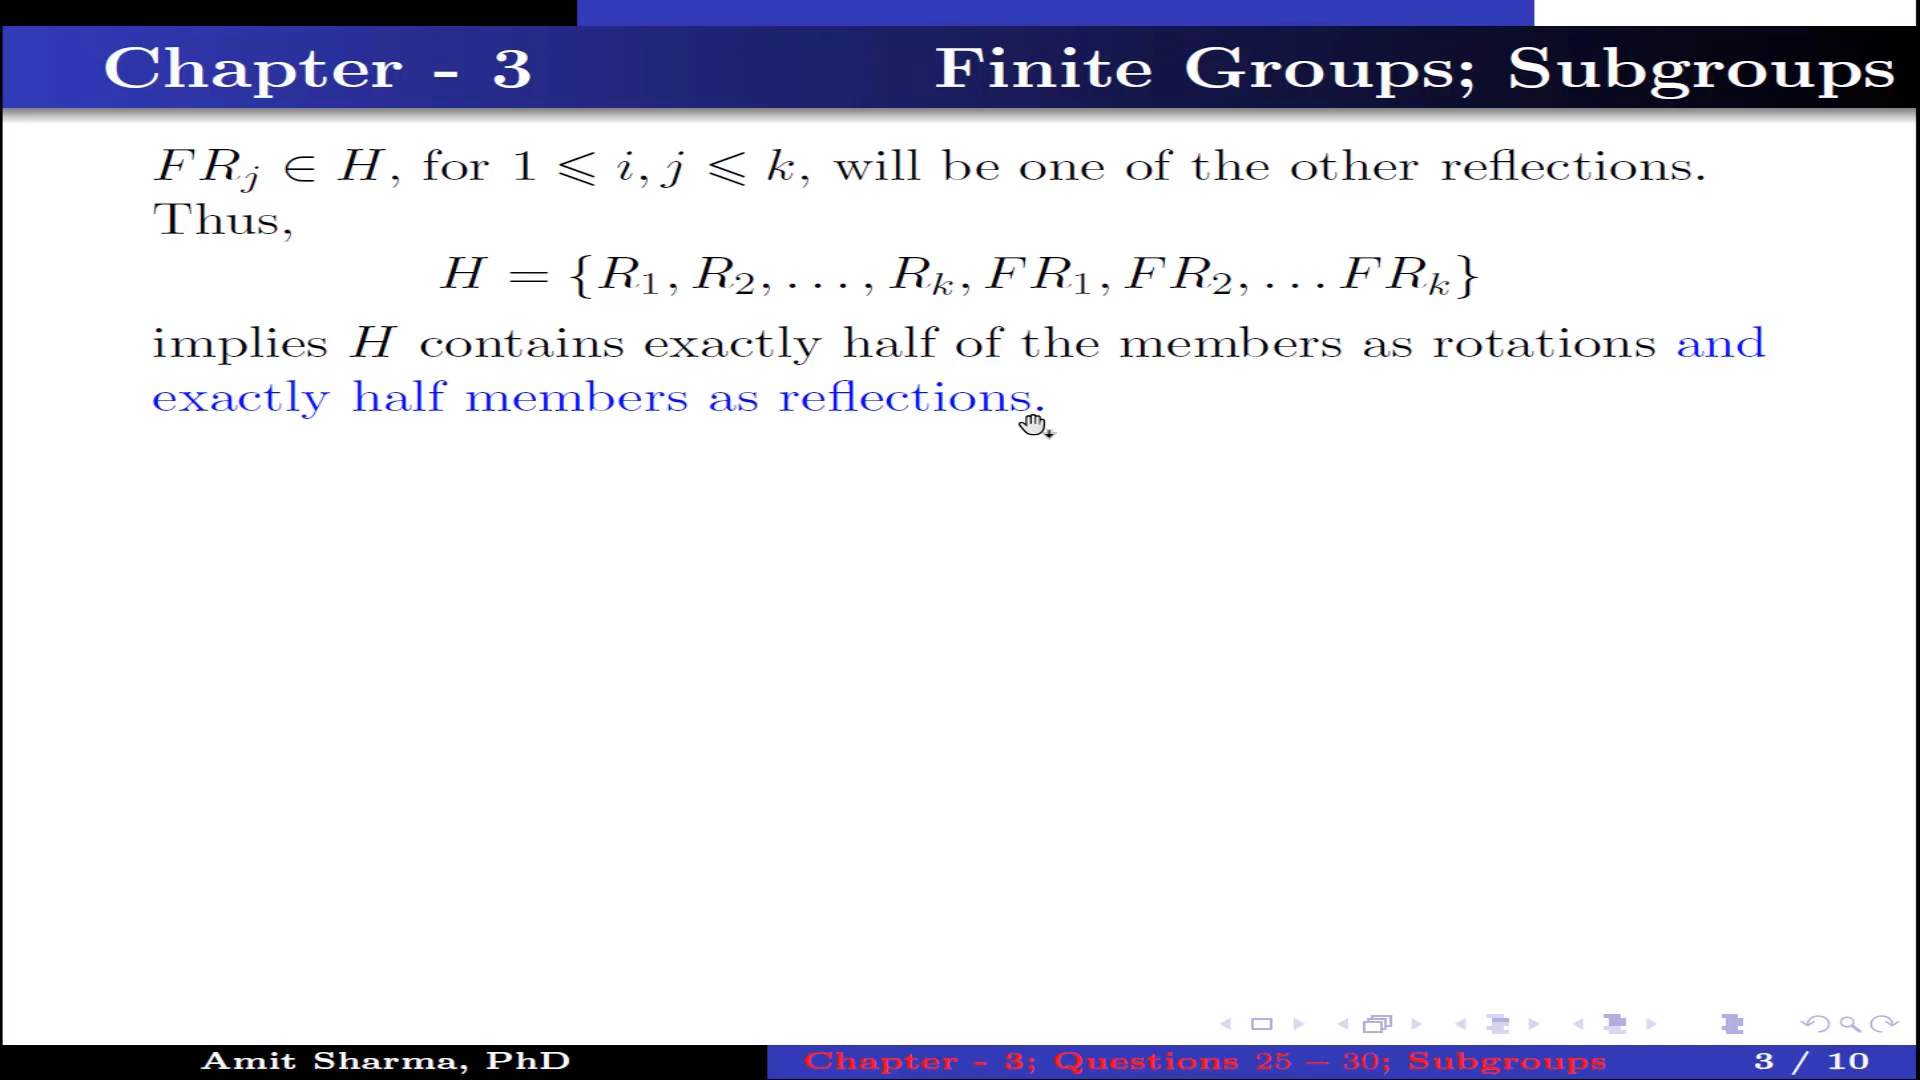 Chapter - 3 Finite Groups; Subgroups
FR_j ∈ H, for 1 ⩽ i, j ⩽ k, will be one of the other reflections.
Thus,
H = {R_1, R_2, . . . , R_k, FR_1, FR_2, . . . FR_k}
implies H contains exactly half of the members as rotations and
exactly half members as reflections.
Amit Sharma, PhD Chapter - 3; Questions 25 – 30; Subgroups 3 / 10